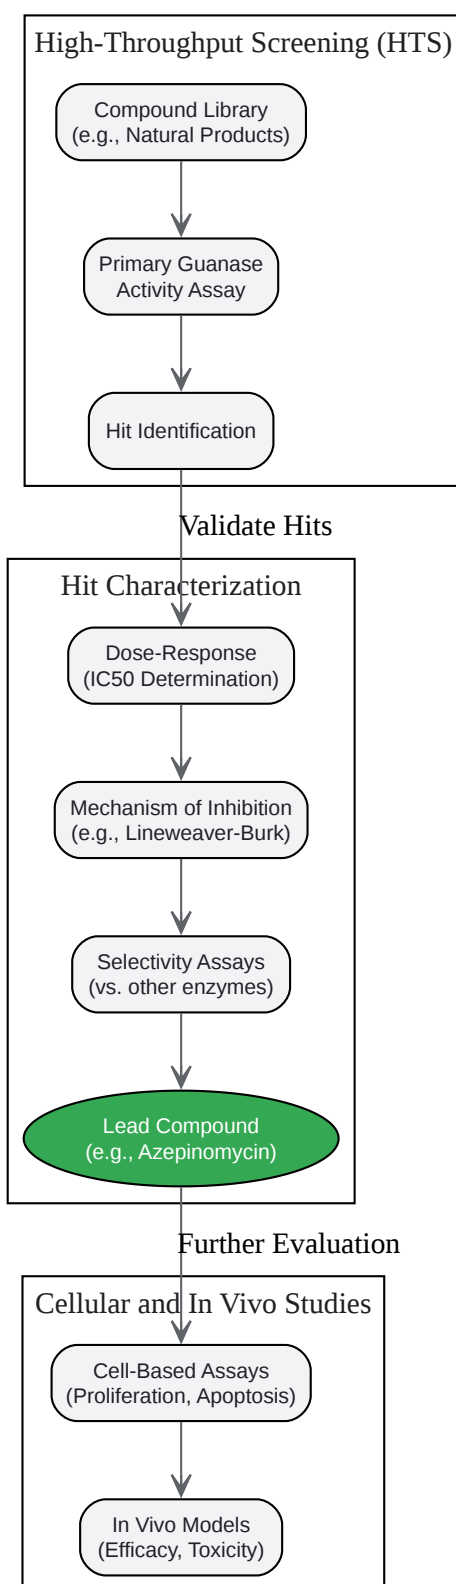 High-Throughput Screening (HTS)
Compound Library
(e.g., Natural Products)
Primary Guanase
Activity Assay
Hit Identification
Validate Hits
Hit Characterization
Dose-Response
(IC50 Determination)
Mechanism of Inhibition
(e.g., Lineweaver-Burk)
Selectivity Assays
(vs. other enzymes)
Lead Compound
(e.g., Azepinomycin)
Further Evaluation
Cellular and In Vivo Studies
Cell-Based Assays
(Proliferation, Apoptosis)
In Vivo Models
(Efficacy, Toxicity)